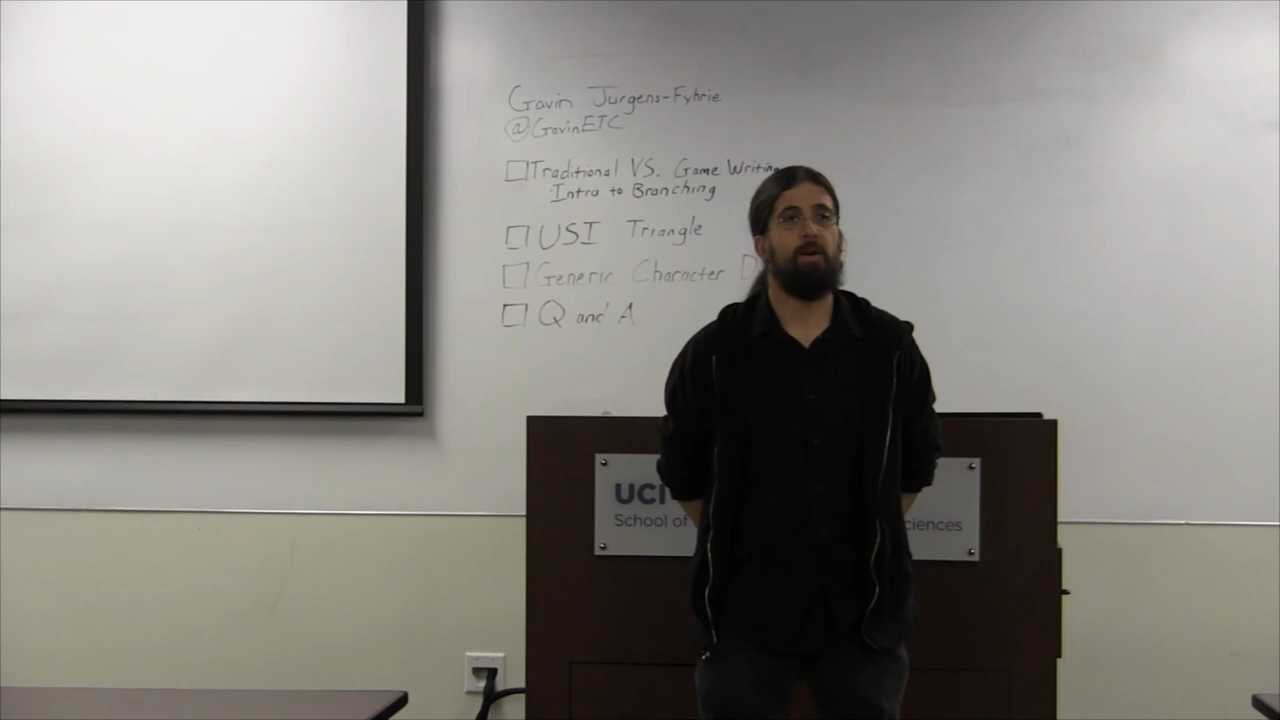 Gavin Jurgens-Fyhrie
@GavinETC
Traditional VS. Game Writing
Intro to Branching
USI Triangle
Generic Character D
Q and A
UCI
School of
ciences